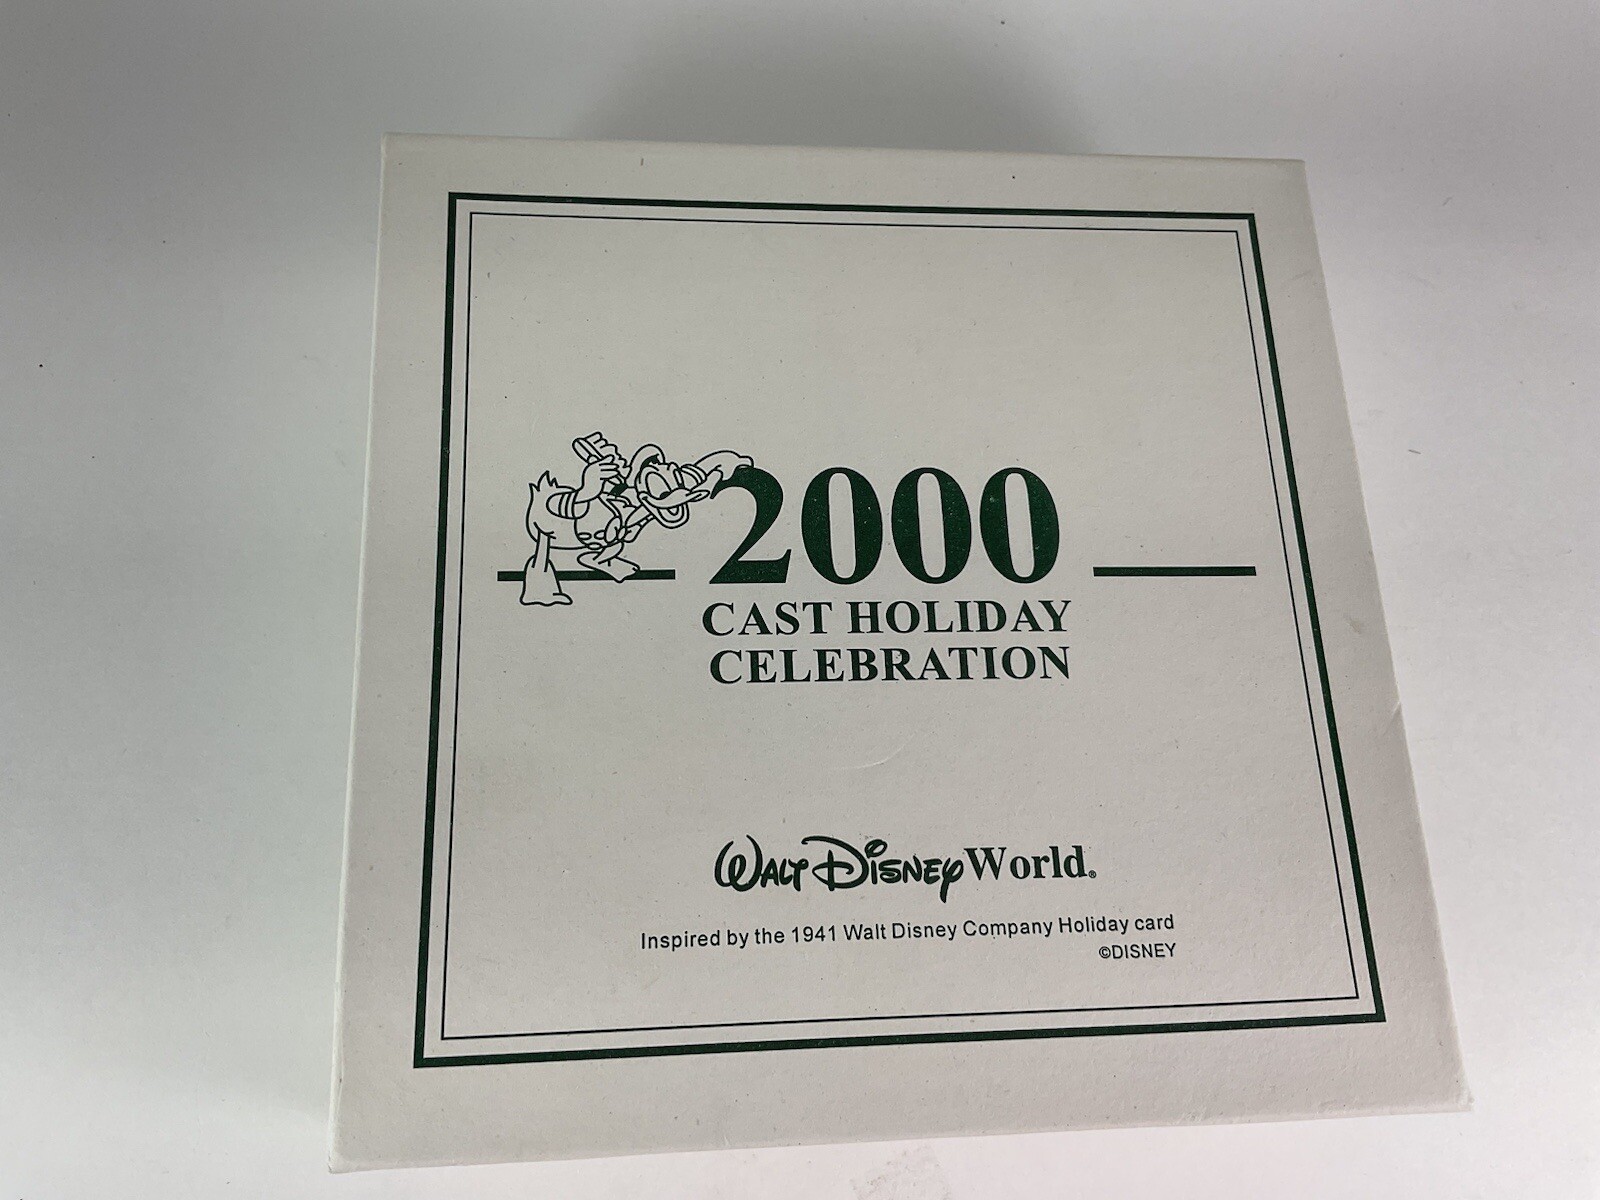 2000
CAST HOLIDAY
CELEBRATION
Walt Disney World®
Inspired by the 1941 Walt Disney Company Holiday card
©DISNEY